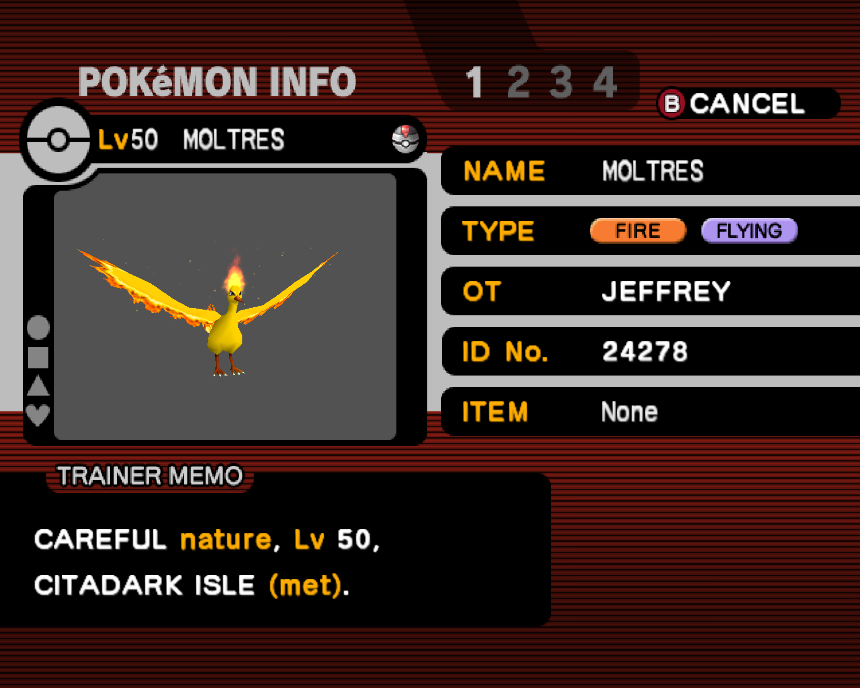 POKéMON INFO 1 2 3 4
B CANCEL
Lv50 MOLTRES
NAME MOLTRES
TYPE FIRE FLYING
OT JEFFREY
ID No. 24278
ITEM None
TRAINER MEMO
CAREFUL nature, Lv 50,
CITADARK ISLE (met).